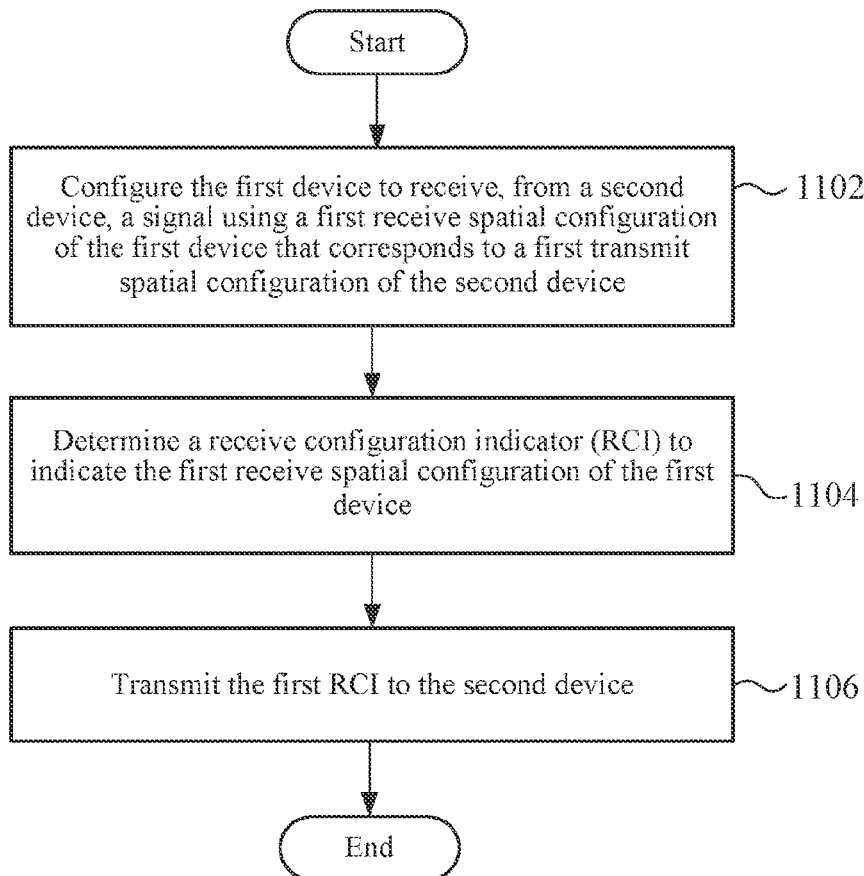 Start
Configure the first device to receive, from a second
device, a signal using a first receive spatial configuration
of the first device that corresponds to a first transmit
spatial configuration of the second device
1102
Determine a receive configuration indicator (RCI) to
indicate the first receive spatial configuration of the first
device
1104
Transmit the first RCI to the second device
1106
End